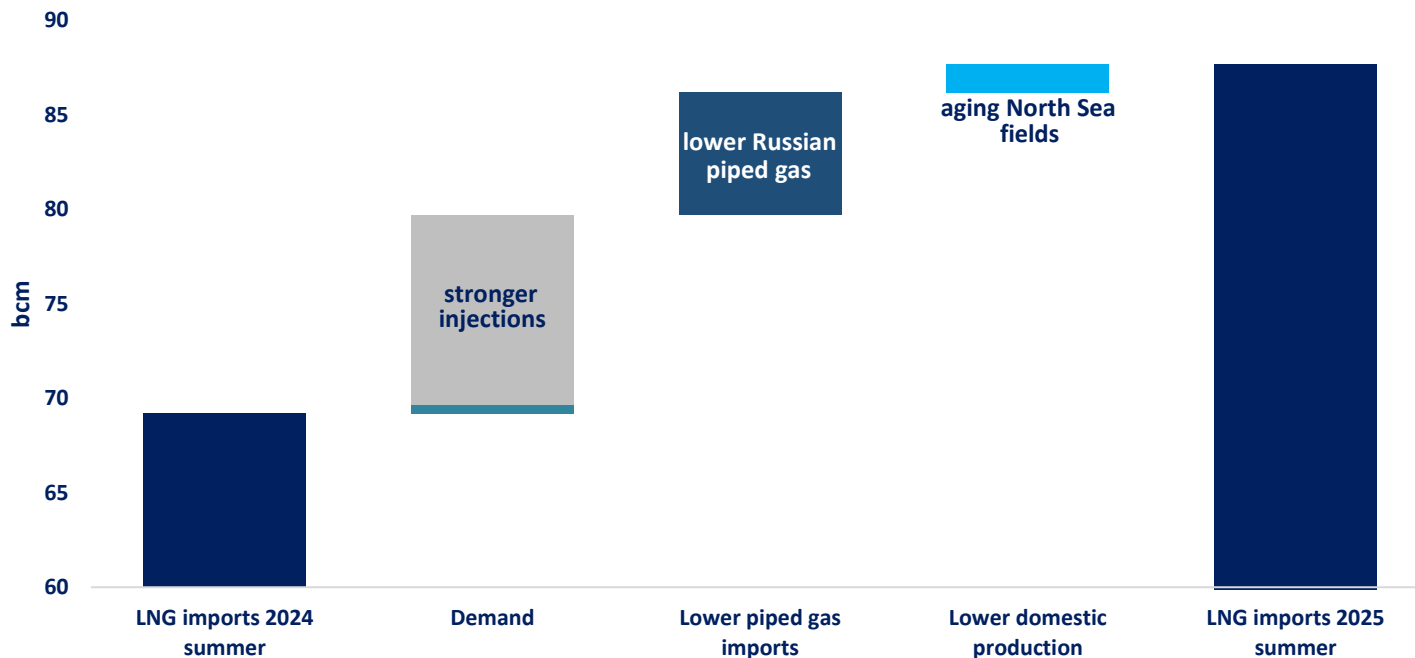 90
85
80
75
70
65
60
bcm
stronger
injections
lower Russian
piped gas
aging North Sea
fields
LNG imports 2024
summer
Demand
Lower piped gas
imports
Lower domestic
production
LNG imports 2025
summer